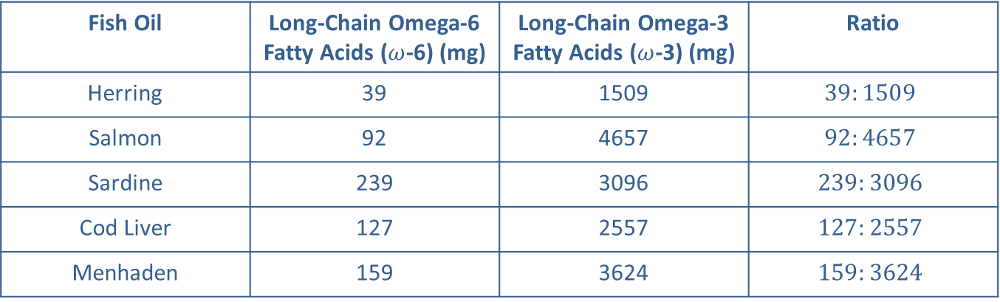 Fish Oil
Long-Chain Omega-6
Fatty Acids (ω-6) (mg)
Long-Chain Omega-3
Fatty Acids (ω-3) (mg)
Ratio
Herring 39 1509 39: 1509
Salmon 92 4657 92: 4657
Sardine 239 3096 239: 3096
Cod Liver 127 2557 127: 2557
Menhaden 159 3624 159: 3624